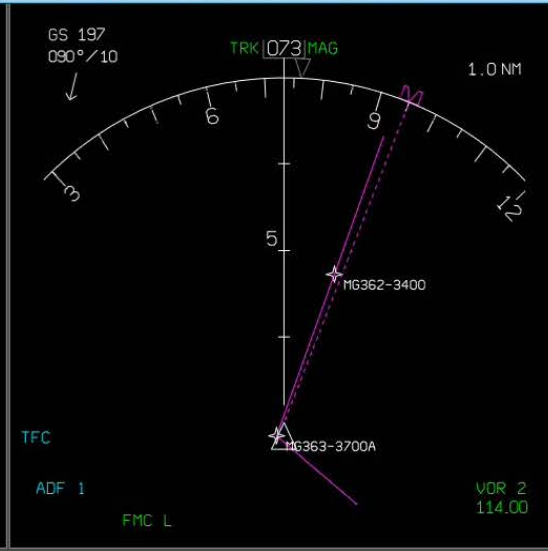 GS 197
090°/10
TRK 073 MAG
1.0 NM
3
6
9
12
5
MG362-3400
MG363-3700A
TFC
ADF 1
FMC L
VOR 2
114.00